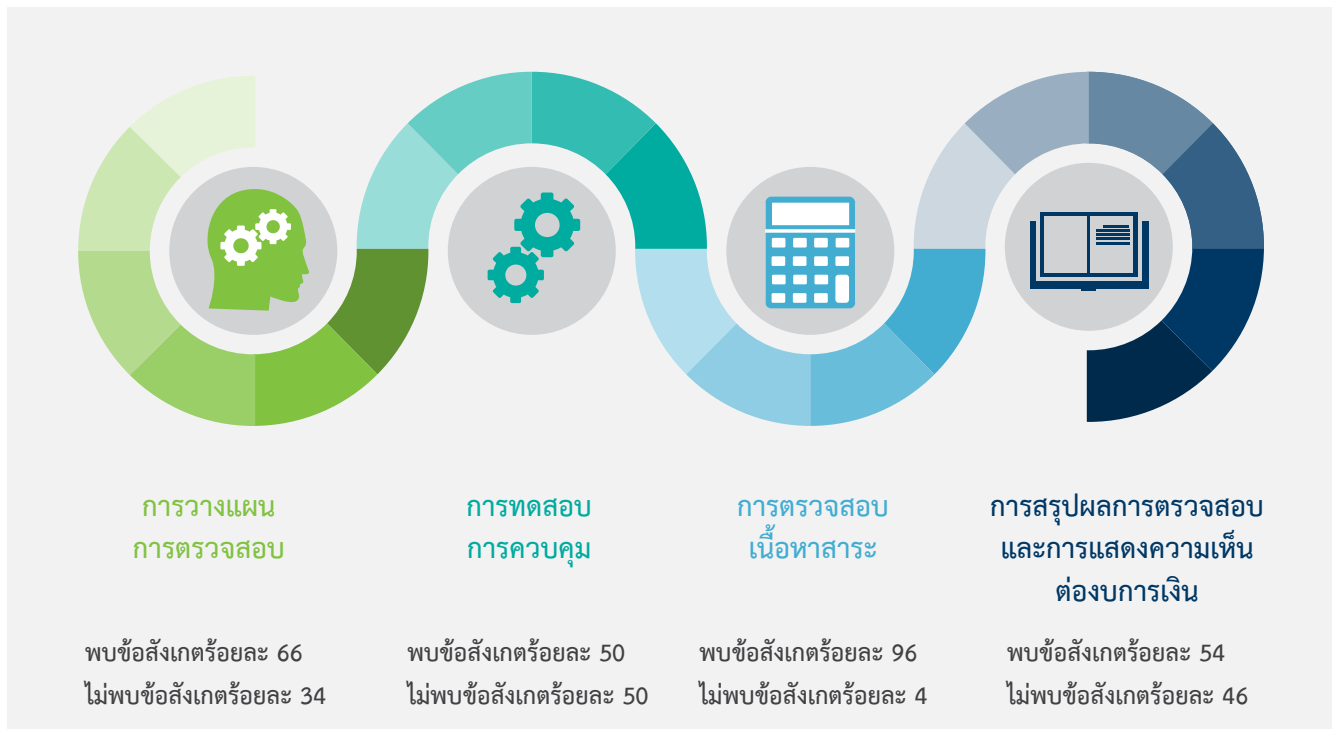 การวางแผน
การตรวจสอบ
พบข้อสังเกตร้อยละ 66
ไม่พบข้อสังเกตร้อยละ 34
การทดสอบ
การควบคุม
พบข้อสังเกตร้อยละ 50
ไม่พบข้อสังเกตร้อยละ 50
การตรวจสอบ
เนื้อหาสาระ
พบข้อสังเกตร้อยละ 96
ไม่พบข้อสังเกตร้อยละ 4
การสรุปผลการตรวจสอบ
และการแสดงความเห็น
ต่องบการเงิน
พบข้อสังเกตร้อยละ 54
ไม่พบข้อสังเกตร้อยละ 46